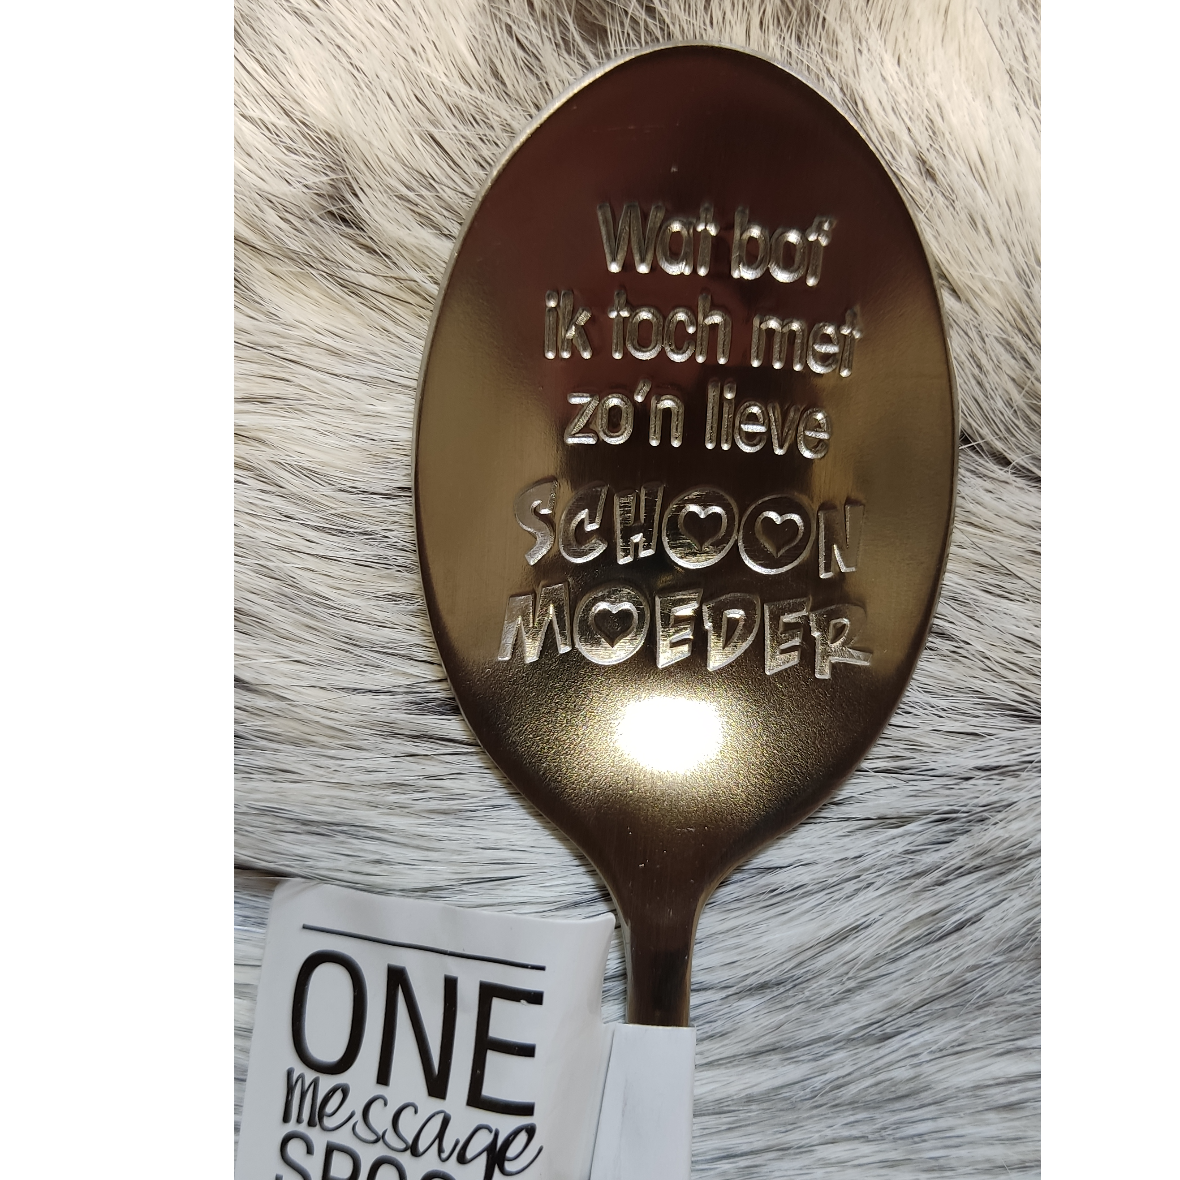 Wat bof
ik toch met
zo'n lieve
SCHOON
MOEDER
ONE
message